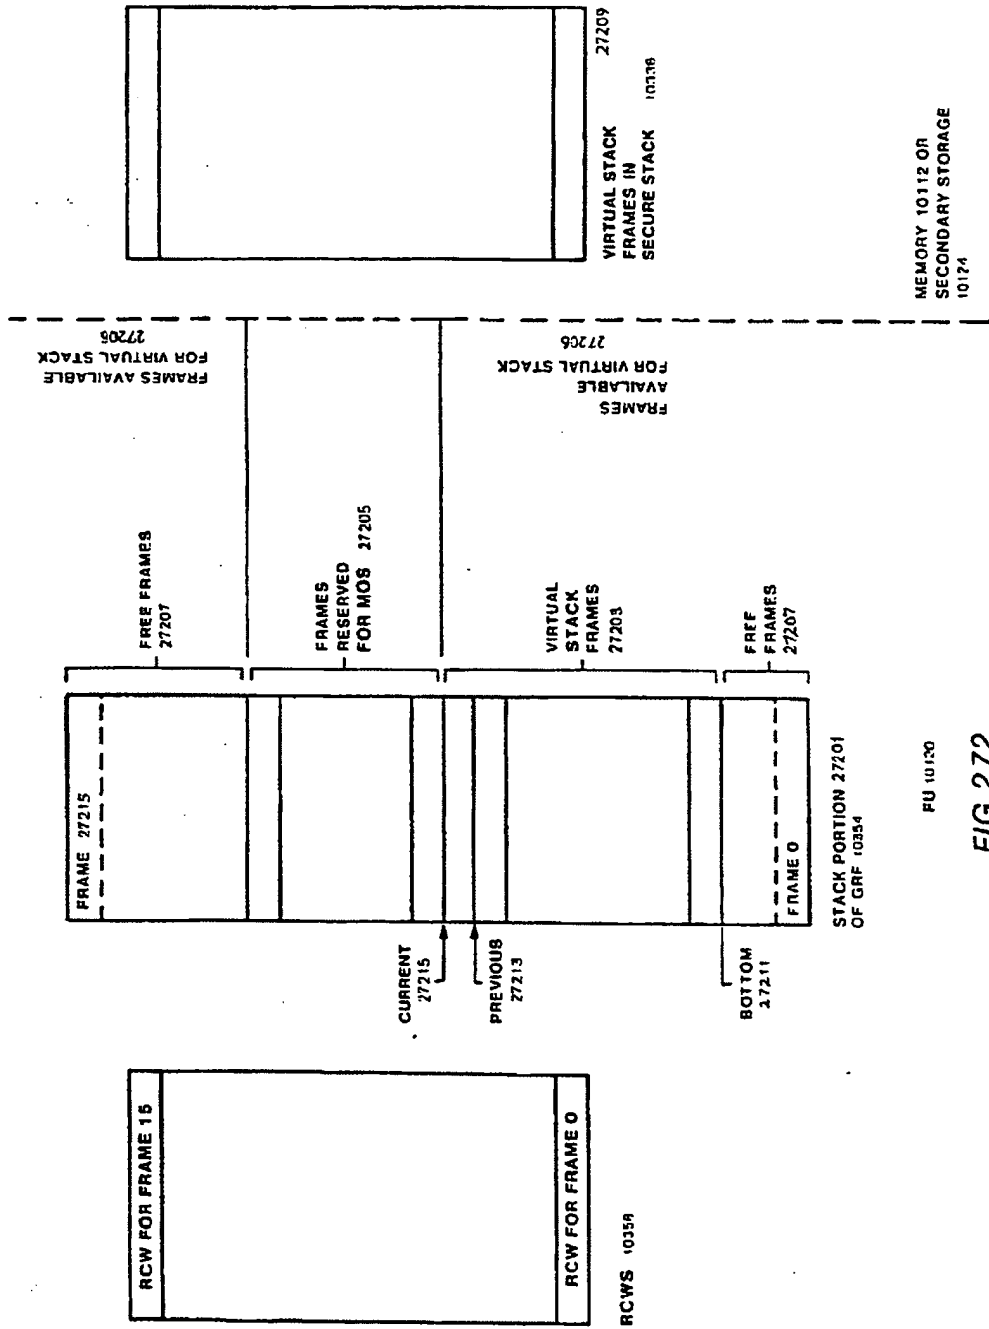 RCW FOR FRAME 15
RCW FOR FRAME 0
RCWS 10358
CURRENT
27215
PREVIOUS
27213
BOTTOM
27211
FRAME 27215
FRAME 0
STACK PORTION 27201
OF GRF 10354
FREE FRAMES
27207
FRAMES
RESERVED
FOR MOS 27205
VIRTUAL
STACK
FRAMES
27203
FREE
FRAMES
27207
FRAMES AVAILABLE
FOR VIRTUAL STACK
27206
FRAMES
AVAILABLE
FOR VIRTUAL STACK
27206
27209
VIRTUAL STACK
FRAMES IN
SECURE STACK 10336
MEMORY 10112 OR
SECONDARY STORAGE
10124
FU 10120
FIG 272